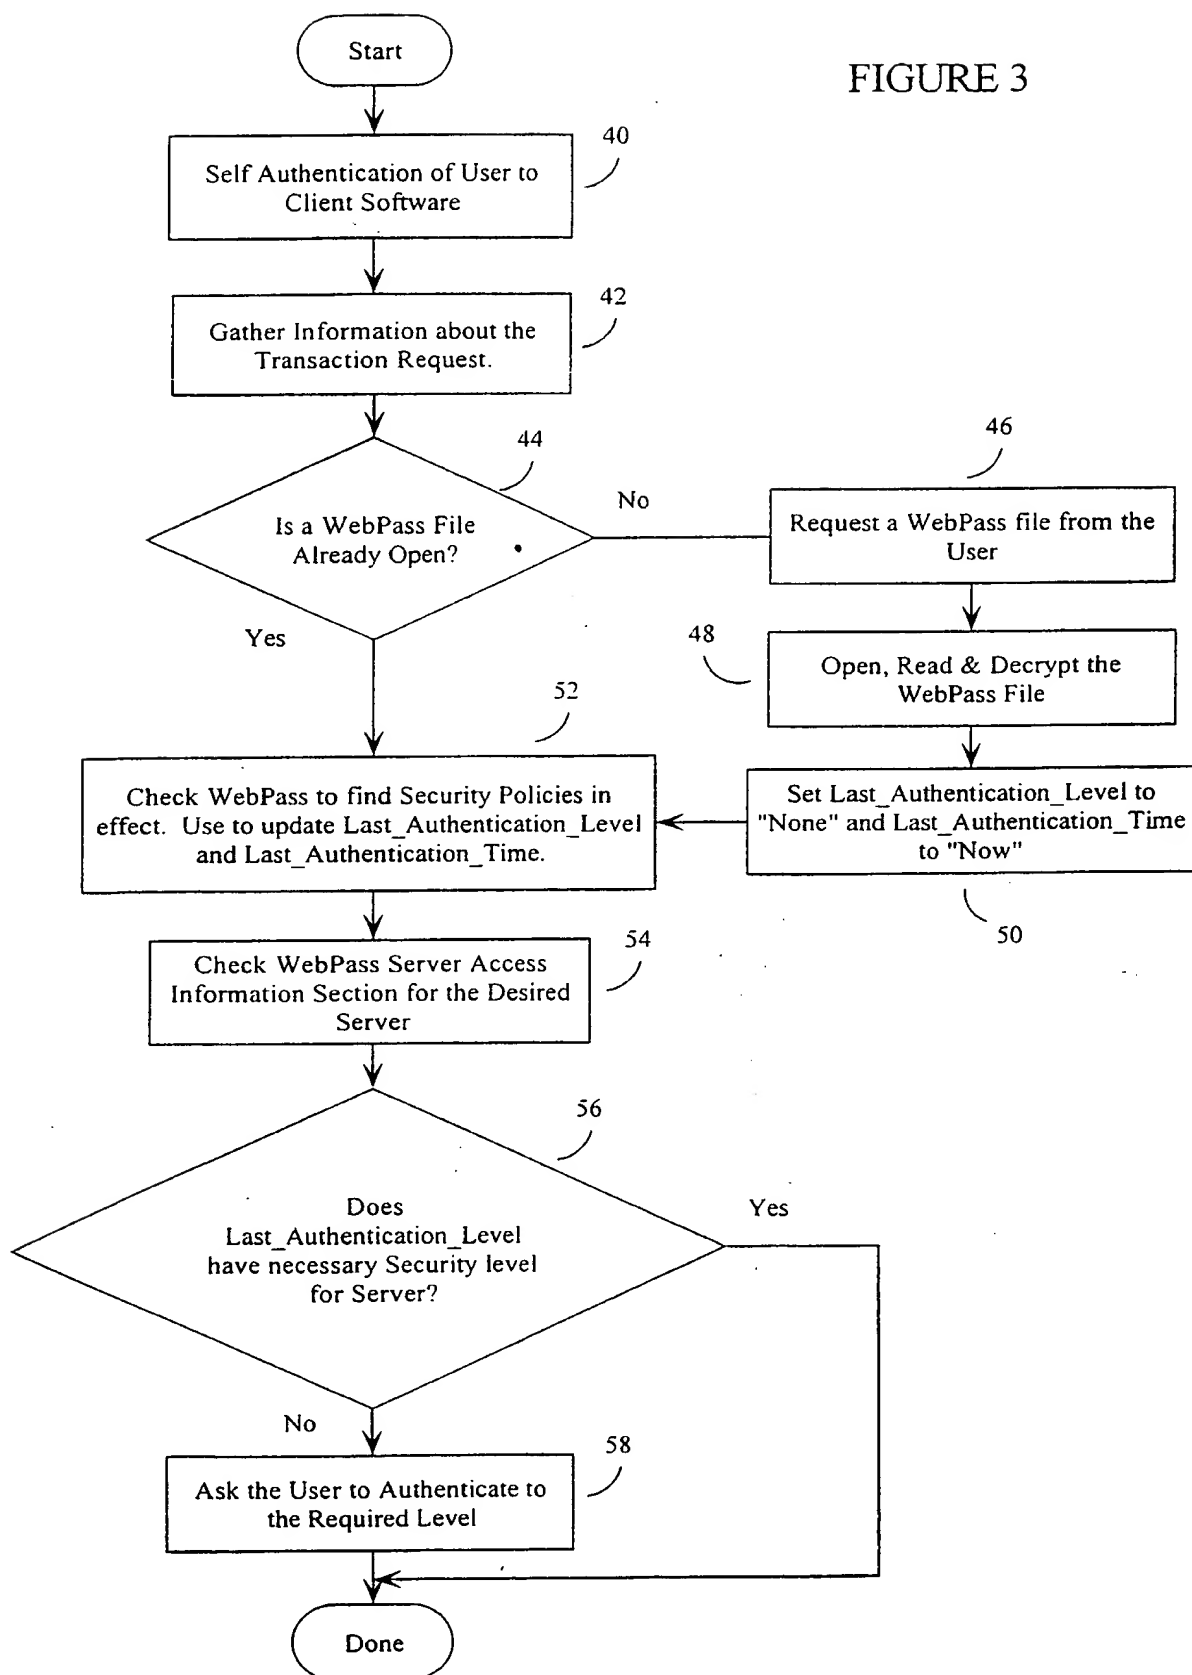 Start
FIGURE 3
40
Self Authentication of User to
Client Software
42
Gather Information about the
Transaction Request.
44
Is a WebPass File
Already Open?
No
46
Request a WebPass file from the
User
Yes
48
Open, Read & Decrypt the
WebPass File
52
Check WebPass to find Security Policies in
effect.  Use to update Last_Authentication_Level
and Last_Authentication_Time.
Set Last_Authentication_Level to
"None" and Last_Authentication_Time
to "Now"
50
54
Check WebPass Server Access
Information Section for the Desired
Server
56
Does
Last_Authentication_Level
have necessary Security level
for Server?
Yes
No
58
Ask the User to Authenticate to
the Required Level
Done